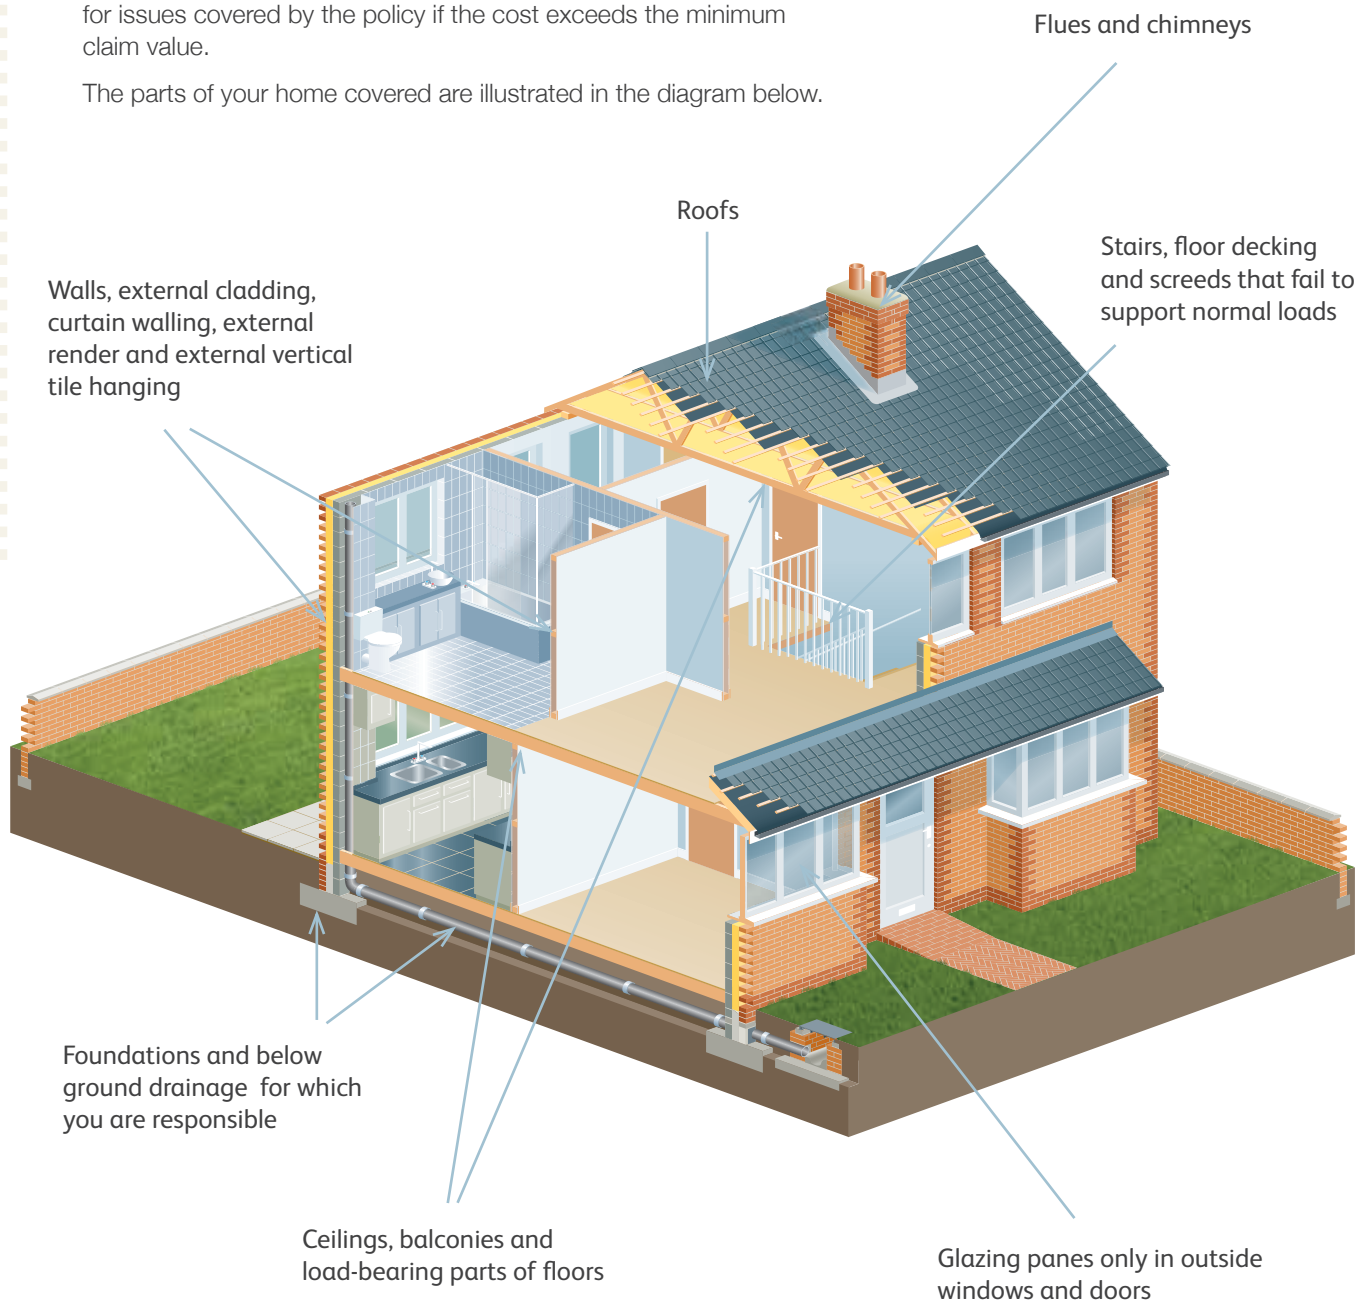 for issues covered by the policy if the cost exceeds the minimum
claim value.
The parts of your home covered are illustrated in the diagram below.
Flues and chimneys
Roofs
Stairs, floor decking
and screeds that fail to
support normal loads
Walls, external cladding,
curtain walling, external
render and external vertical
tile hanging
Foundations and below
ground drainage for which
you are responsible
Ceilings, balconies and
load-bearing parts of floors
Glazing panes only in outside
windows and doors